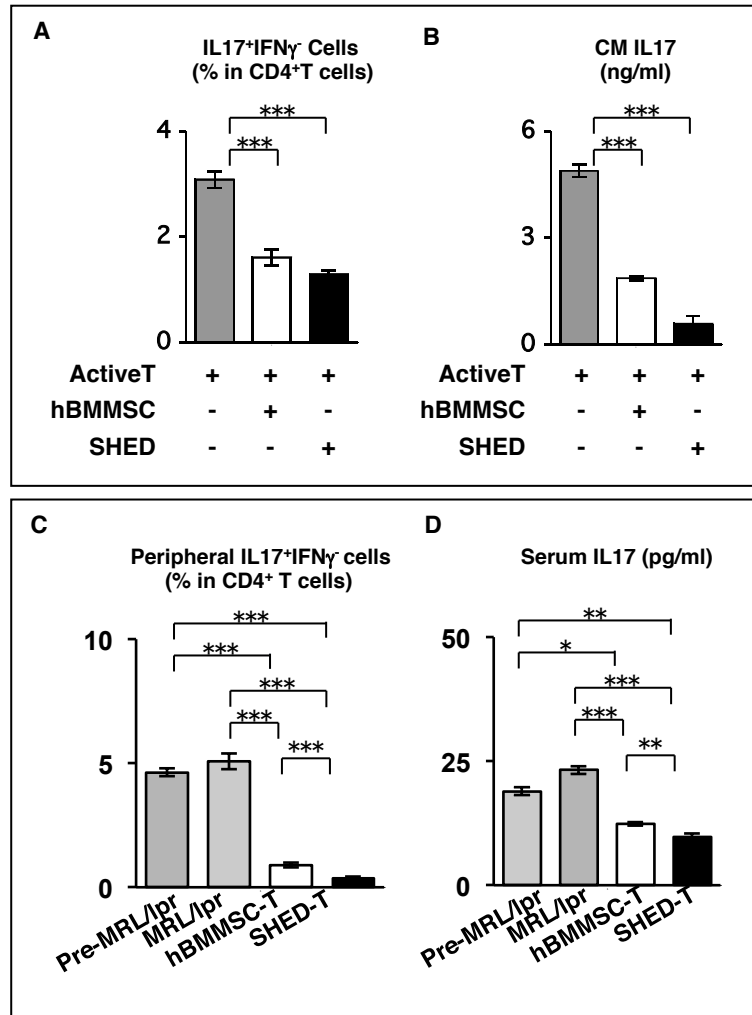 A
IL17⁺IFNγ⁻ Cells
(% in CD4⁺T cells)
***
***
4
2
0
ActiveT + + +
hBMMSC - + -
SHED - - +
B
CM IL17
(ng/ml)
***
***
6
3
0
ActiveT + + +
hBMMSC - + -
SHED - - +
C
Peripheral IL17⁺IFNγ⁻ cells
(% in CD4⁺ T cells)
***
***
***
***
***
10
5
0
Pre-MRL/lpr
MRL/lpr
hBMMSC-T
SHED-T
D
Serum IL17 (pg/ml)
**
*
***
***
**
50
25
0
Pre-MRL/lpr
MRL/lpr
hBMMSC-T
SHED-T